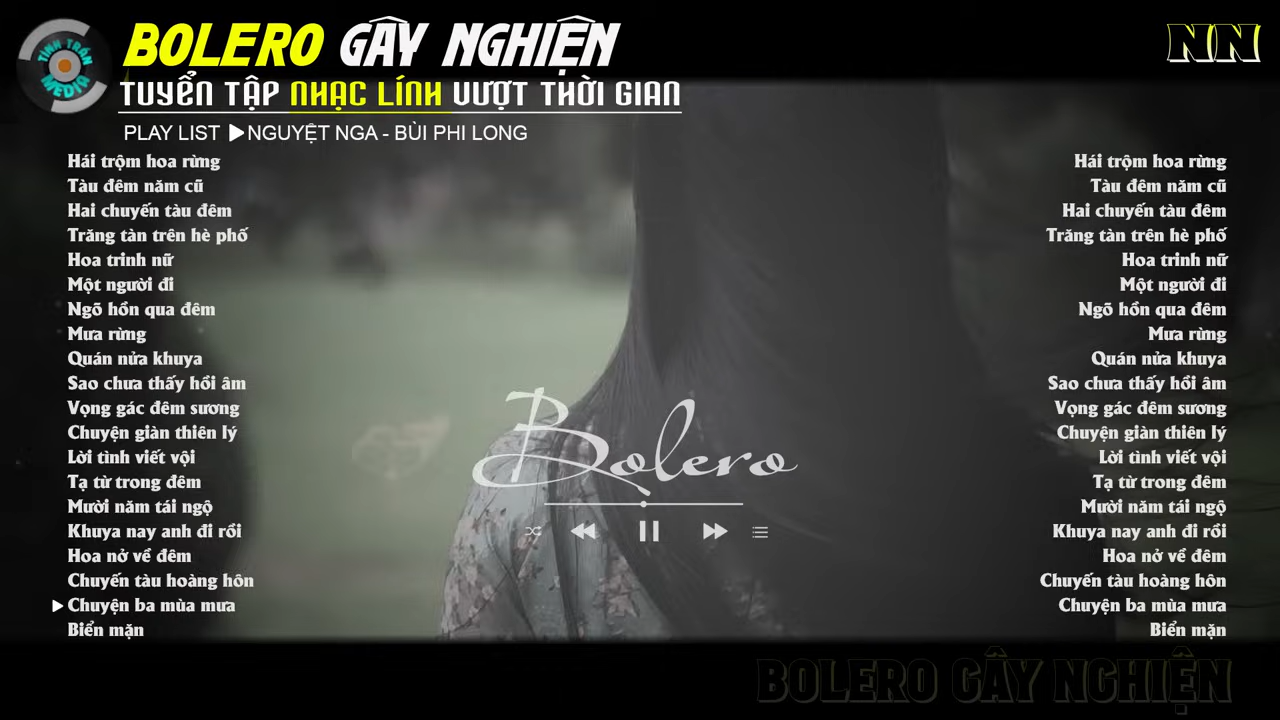 TÌNH TRẦN
MEDIA
BOLERO GÂY NGHIỆN
TUYỂN TẬP NHẠC LÍNH VƯỢT THỜI GIAN
PLAY LIST ▶NGUYỆT NGA - BÙI PHI LONG
NN
Hái trộm hoa rừng
Tàu đêm năm cũ
Hai chuyến tàu đêm
Trăng tàn trên hè phố
Hoa trinh nữ
Một người đi
Ngõ hồn qua đêm
Mưa rừng
Quán nửa khuya
Sao chưa thấy hồi âm
Vọng gác đêm sương
Chuyện giàn thiên lý
Lời tình viết vội
Tạ từ trong đêm
Mười năm tái ngộ
Khuya nay anh đi rồi
Hoa nở về đêm
Chuyến tàu hoàng hôn
Chuyện ba mùa mưa
Biển mặn
Bolero
Hái trộm hoa rừng
Tàu đêm năm cũ
Hai chuyến tàu đêm
Trăng tàn trên hè phố
Hoa trinh nữ
Một người đi
Ngõ hồn qua đêm
Mưa rừng
Quán nửa khuya
Sao chưa thấy hồi âm
Vọng gác đêm sương
Chuyện giàn thiên lý
Lời tình viết vội
Tạ từ trong đêm
Mười năm tái ngộ
Khuya nay anh đi rồi
Hoa nở về đêm
Chuyến tàu hoàng hôn
Chuyện ba mùa mưa
Biển mặn
BOLERO GÂY NGHIỆN